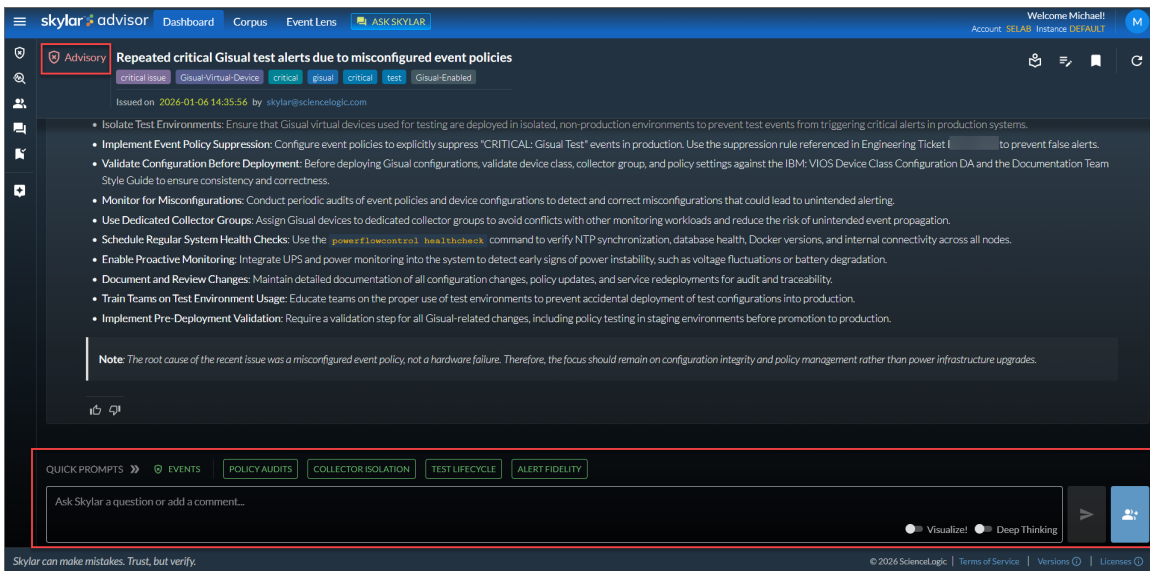 skylar advisor Dashboard Corpus Event Lens ASK SKYLAR
Welcome Michael!
Account SELAB Instance DEFAULT
M
Advisory
Repeated critical Gisual test alerts due to misconfigured event policies
critical issue Gisual-Virtual-Device critical gisual critical test Gisual-Enabled
Issued on 2026-01-06 14:35:56 by skylar@sciencelogic.com
• Isolate Test Environments: Ensure that Gisual virtual devices used for testing are deployed in isolated, non-production environments to prevent test events from triggering critical alerts in production systems.
• Implement Event Policy Suppression: Configure event policies to explicitly suppress "CRITICAL: Gisual Test" events in production. Use the suppression rule referenced in Engineering Ticket to prevent false alerts.
• Validate Configuration Before Deployment: Before deploying Gisual configurations, validate device class, collector group, and policy settings against the IBM: VIOS Device Class Configuration DA and the Documentation Team
Style Guide to ensure consistency and correctness.
• Monitor for Misconfigurations: Conduct periodic audits of event policies and device configurations to detect and correct misconfigurations that could lead to unintended alerting.
• Use Dedicated Collector Groups: Assign Gisual devices to dedicated collector groups to avoid conflicts with other monitoring workloads and reduce the risk of unintended event propagation.
• Schedule Regular System Health Checks: Use the powerflowcontrol healthcheck command to verify NTP synchronization, database health, Docker versions, and internal connectivity across all nodes.
• Enable Proactive Monitoring: Integrate UPS and power monitoring into the system to detect early signs of power instability, such as voltage fluctuations or battery degradation.
• Document and Review Changes: Maintain detailed documentation of all configuration changes, policy updates, and service redeployments for audit and traceability.
• Train Teams on Test Environment Usage: Educate teams on the proper use of test environments to prevent accidental deployment of test configurations into production.
• Implement Pre-Deployment Validation: Require a validation step for all Gisual-related changes, including policy testing in staging environments before promotion to production.
Note: The root cause of the recent issue was a misconfigured event policy, not a hardware failure. Therefore, the focus should remain on configuration integrity and policy management rather than power infrastructure upgrades.
QUICK PROMPTS EVENTS POLICY AUDITS COLLECTOR ISOLATION TEST LIFECYCLE ALERT FIDELITY
Ask Skylar a question or add a comment...
Visualize! Deep Thinking
Skylar can make mistakes. Trust, but verify.
© 2026 ScienceLogic | Terms of Service | Versions | Licenses